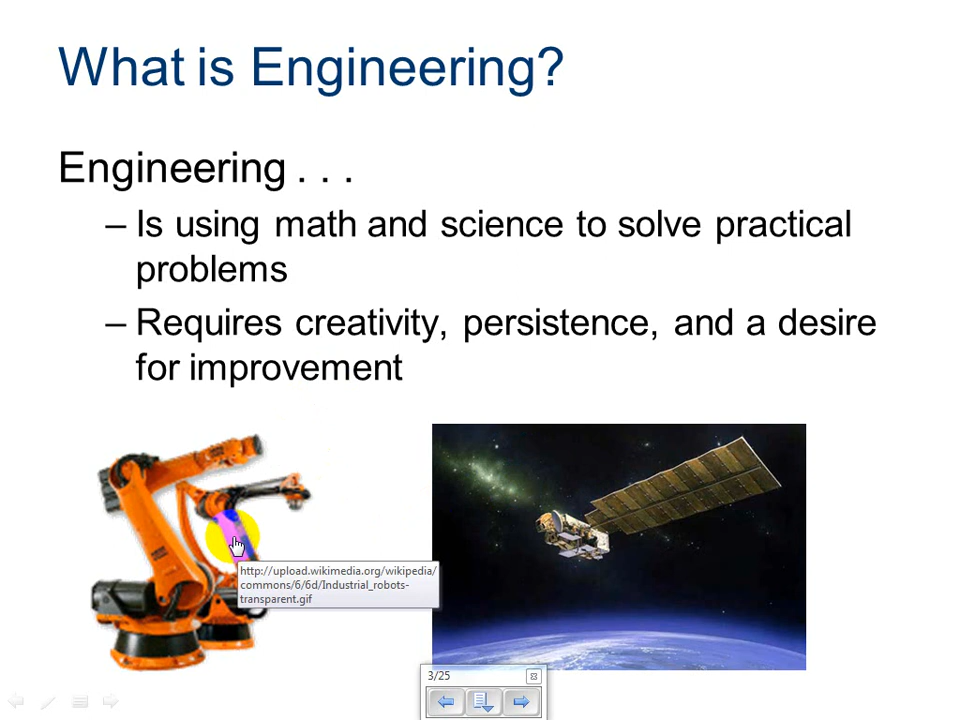 What is Engineering?
Engineering . . .
– Is using math and science to solve practical
problems
– Requires creativity, persistence, and a desire
for improvement
http://upload.wikimedia.org/wikipedia/
commons/6/6d/Industrial_robots-
transparent.gif
3/25